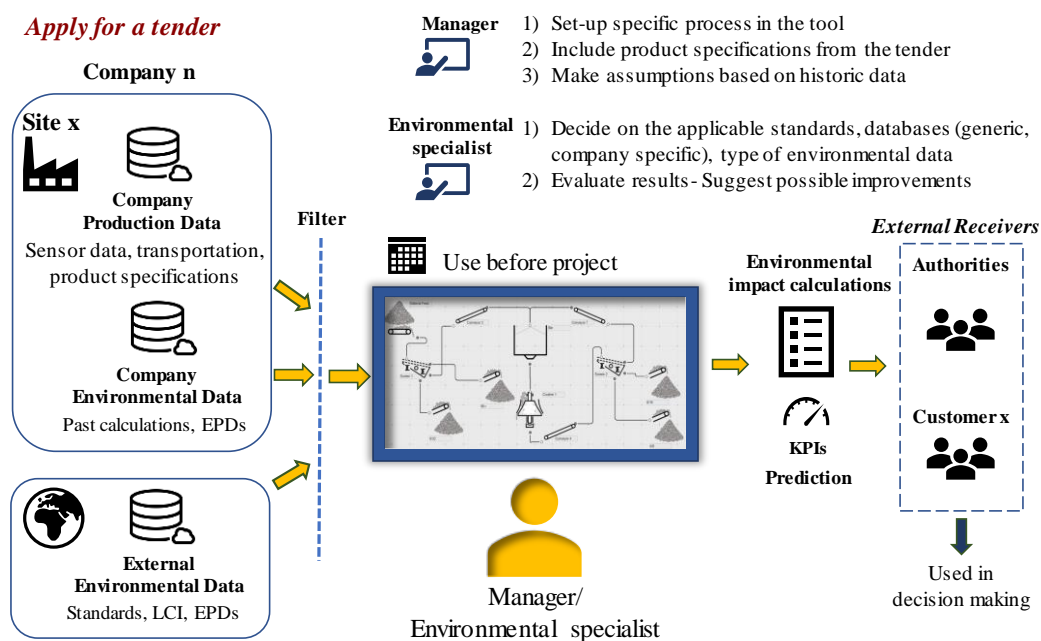 Apply for a tender
Company n
Site x
Company
Production Data
Sensor data, transportation,
product specifications
Company
Environmental Data
Past calculations, EPDs
External
Environmental Data
Standards, LCI, EPDs
Filter
Manager
1) Set-up specific process in the tool
2) Include product specifications from the tender
3) Make assumptions based on historic data
Environmental
specialist
1) Decide on the applicable standards, databases (generic,
company specific), type of environmental data
2) Evaluate results- Suggest possible improvements
Use before project
Manager/
Environmental specialist
Environmental
impact calculations
KPIs
Prediction
External Receivers
Authorities
Customer x
Used in
decision making